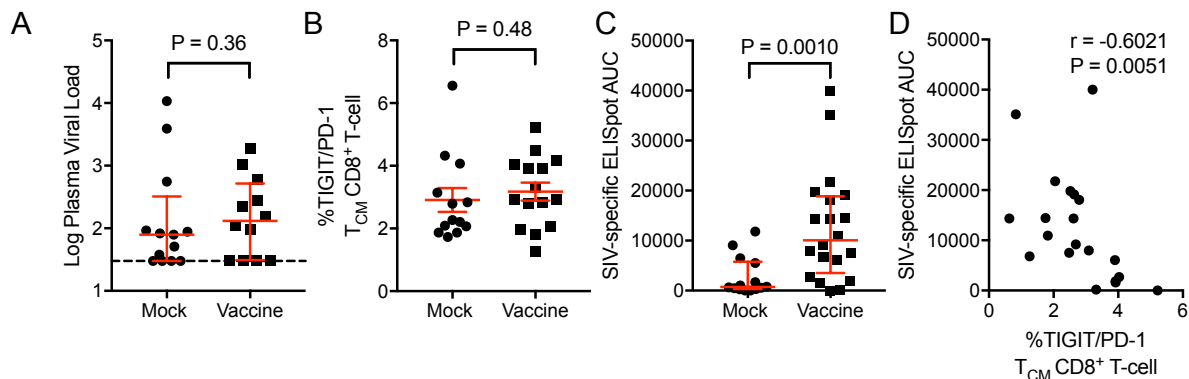 A
Log Plasma Viral Load
5
4
3
2
1
P = 0.36
Mock
Vaccine
B
%TIGIT/PD-1
T_CM CD8⁺ T-cell
8
6
4
2
0
P = 0.48
Mock
Vaccine
C
SIV-specific ELISpot AUC
50000
40000
30000
20000
10000
0
P = 0.0010
Mock
Vaccine
D
SIV-specific ELISpot AUC
50000
40000
30000
20000
10000
0
r = -0.6021
P = 0.0051
0
2
4
6
%TIGIT/PD-1
T_CM CD8⁺ T-cell